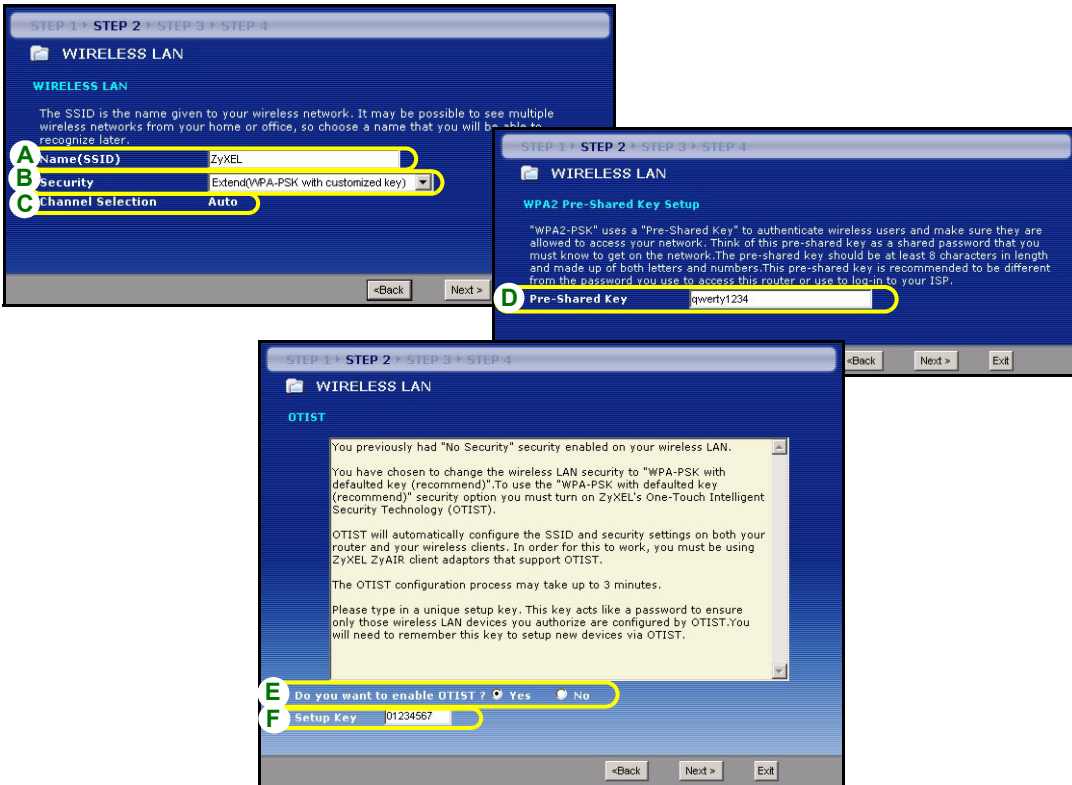 STEP 1 › STEP 2 › STEP 3 › STEP 4
WIRELESS LAN
WIRELESS LAN
The SSID is the name given to your wireless network. It may be possible to see multiple
wireless networks from your home or office, so choose a name that you will be able to
recognize later.
A Name(SSID) ZyXEL
B Security Extend(WPA-PSK with customized key)
C Channel Selection Auto
<Back Next >
STEP 1 › STEP 2 › STEP 3 › STEP 4
WIRELESS LAN
WPA2 Pre-Shared Key Setup
"WPA2-PSK" uses a "Pre-Shared Key" to authenticate wireless users and make sure they are
allowed to access your network. Think of this pre-shared key as a shared password that you
must know to get on the network.The pre-shared key should be at least 8 characters in length
and made up of both letters and numbers.This pre-shared key is recommended to be different
from the password you use to access this router or use to log-in to your ISP.
D Pre-Shared Key qwerty1234
<Back Next > Exit
STEP 1 › STEP 2 › STEP 3 › STEP 4
WIRELESS LAN
OTIST
You previously had "No Security" security enabled on your wireless LAN.
You have chosen to change the wireless LAN security to "WPA-PSK with
defaulted key (recommend)".To use the "WPA-PSK with defaulted key
(recommend)" security option you must turn on ZyXEL's One-Touch Intelligent
Security Technology (OTIST).
OTIST will automatically configure the SSID and security settings on both your
router and your wireless clients. In order for this to work, you must be using
ZyXEL ZyAIR client adaptors that support OTIST.
The OTIST configuration process may take up to 3 minutes.
Please type in a unique setup key. This key acts like a password to ensure
only those wireless LAN devices you authorize are configured by OTIST.You
will need to remember this key to setup new devices via OTIST.
E Do you want to enable OTIST ? Yes No
F Setup Key 01234567
<Back Next > Exit